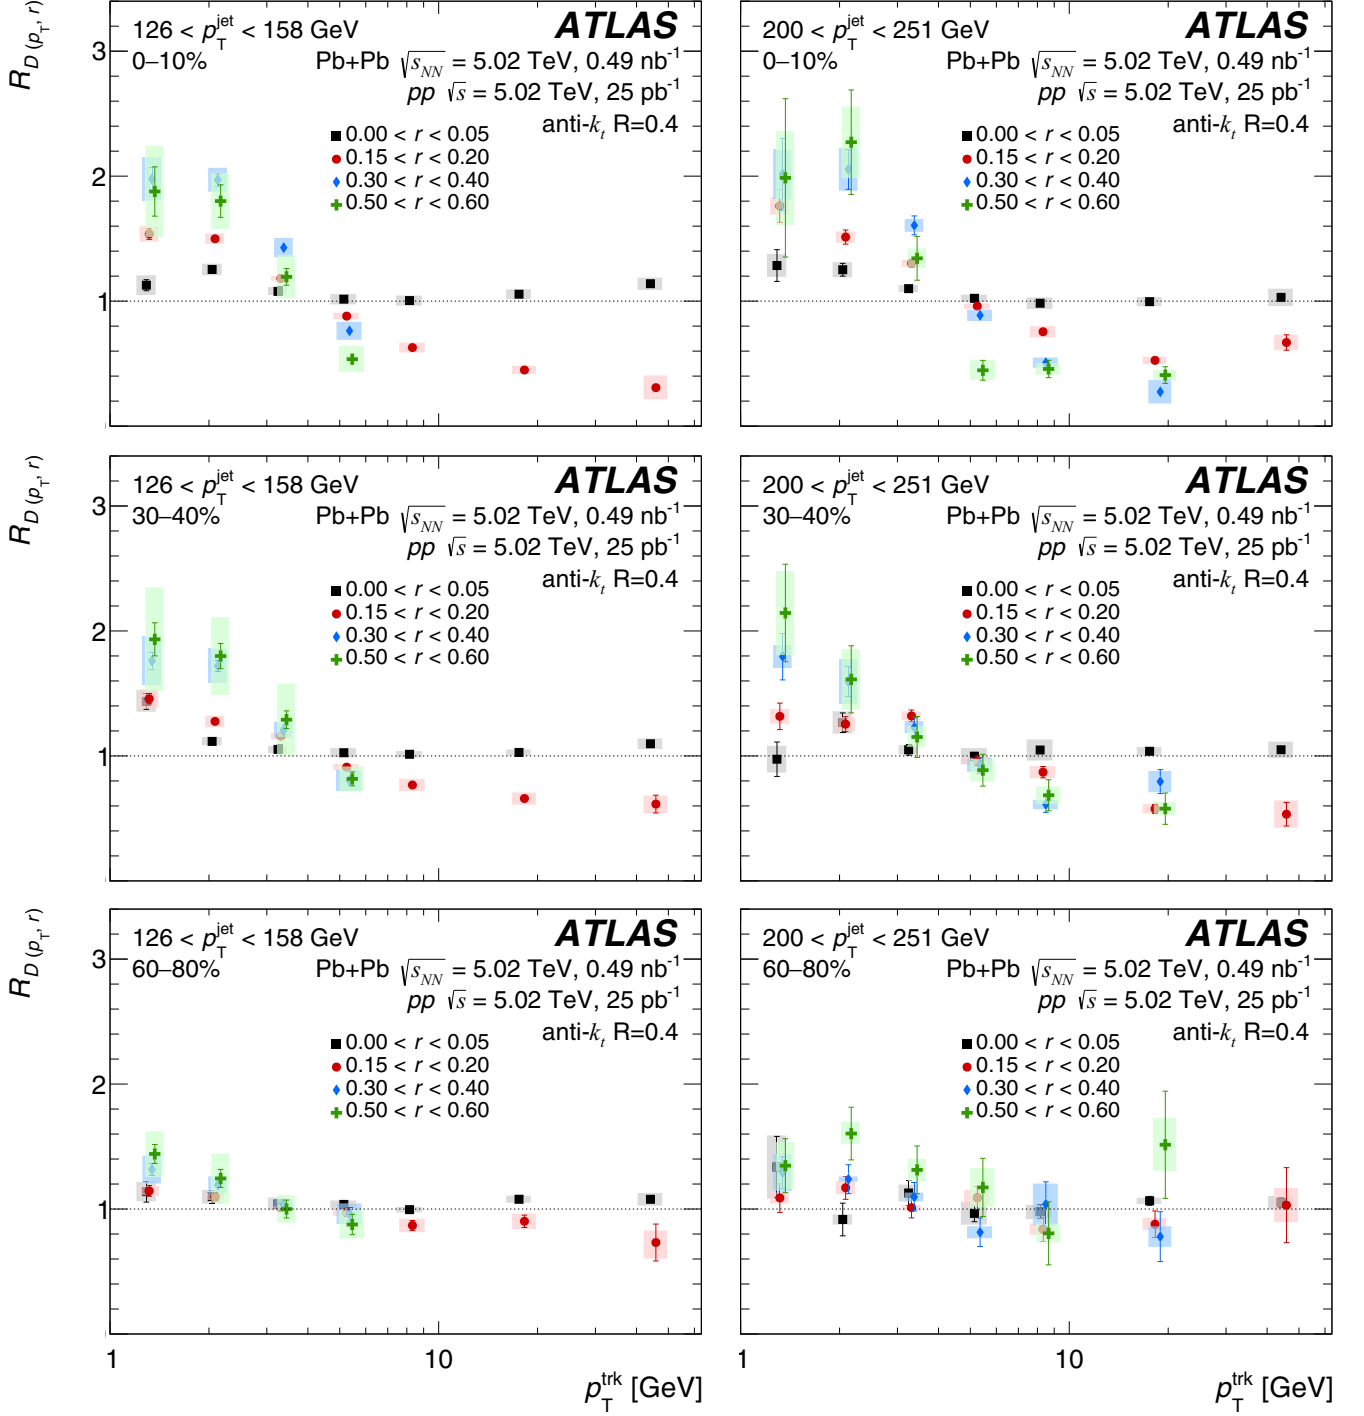 R_D (p_T, r)
126 < p_T^jet < 158 GeV
ATLAS
0–10%
Pb+Pb √s_NN = 5.02 TeV, 0.49 nb^-1
pp √s = 5.02 TeV, 25 pb^-1
anti-k_t R=0.4
0.00 < r < 0.05
0.15 < r < 0.20
0.30 < r < 0.40
0.50 < r < 0.60
3
2
1
200 < p_T^jet < 251 GeV
ATLAS
0–10%
Pb+Pb √s_NN = 5.02 TeV, 0.49 nb^-1
pp √s = 5.02 TeV, 25 pb^-1
anti-k_t R=0.4
0.00 < r < 0.05
0.15 < r < 0.20
0.30 < r < 0.40
0.50 < r < 0.60
R_D (p_T, r)
126 < p_T^jet < 158 GeV
ATLAS
30–40%
Pb+Pb √s_NN = 5.02 TeV, 0.49 nb^-1
pp √s = 5.02 TeV, 25 pb^-1
anti-k_t R=0.4
0.00 < r < 0.05
0.15 < r < 0.20
0.30 < r < 0.40
0.50 < r < 0.60
3
2
1
200 < p_T^jet < 251 GeV
ATLAS
30–40%
Pb+Pb √s_NN = 5.02 TeV, 0.49 nb^-1
pp √s = 5.02 TeV, 25 pb^-1
anti-k_t R=0.4
0.00 < r < 0.05
0.15 < r < 0.20
0.30 < r < 0.40
0.50 < r < 0.60
R_D (p_T, r)
126 < p_T^jet < 158 GeV
ATLAS
60–80%
Pb+Pb √s_NN = 5.02 TeV, 0.49 nb^-1
pp √s = 5.02 TeV, 25 pb^-1
anti-k_t R=0.4
0.00 < r < 0.05
0.15 < r < 0.20
0.30 < r < 0.40
0.50 < r < 0.60
3
2
1
1 10
p_T^trk [GeV]
200 < p_T^jet < 251 GeV
ATLAS
60–80%
Pb+Pb √s_NN = 5.02 TeV, 0.49 nb^-1
pp √s = 5.02 TeV, 25 pb^-1
anti-k_t R=0.4
0.00 < r < 0.05
0.15 < r < 0.20
0.30 < r < 0.40
0.50 < r < 0.60
1 10
p_T^trk [GeV]